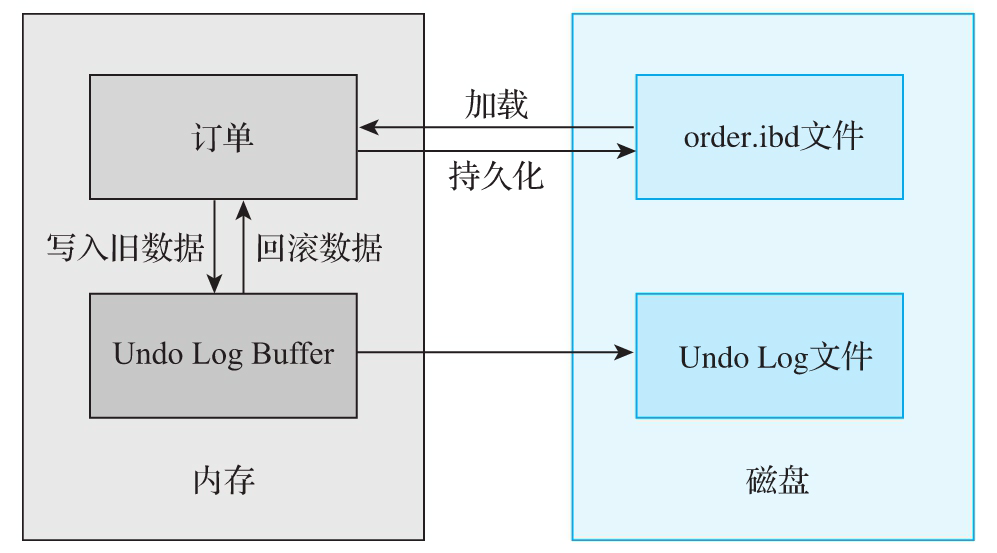 加载
订单
order.ibd文件
持久化
写入旧数据
回滚数据
Undo Log Buffer
Undo Log文件
内存
磁盘